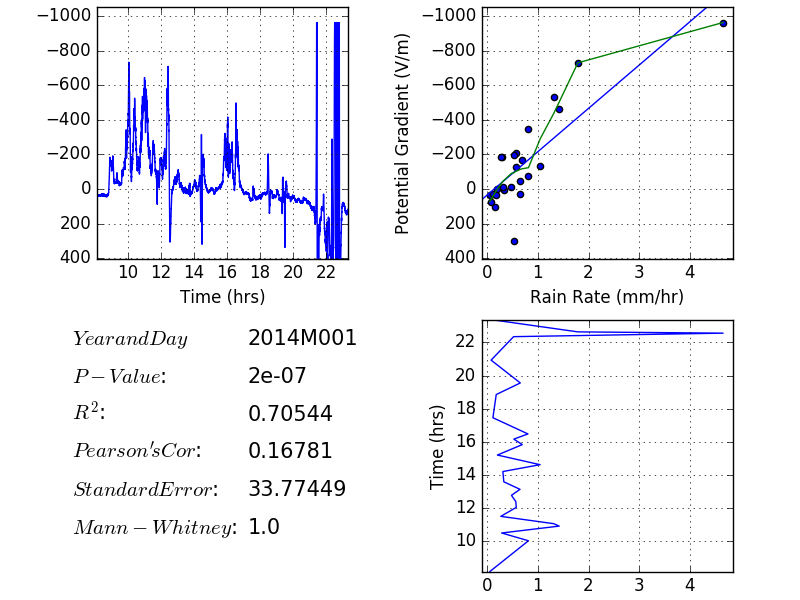 −1000
−800
−600
−400
−200
0
200
400
10 12 14 16 18 20 22
Time (hrs)
Potential Gradient (V/m)
−1000
−800
−600
−400
−200
0
200
400
0 1 2 3 4
Rain Rate (mm/hr)
YearandDay 2014M001
P−Value: 2e-07
R²: 0.70544
Pearson'sCor: 0.16781
StandardError: 33.77449
Mann−Whitney: 1.0
Time (hrs)
22
20
18
16
14
12
10
0 1 2 3 4